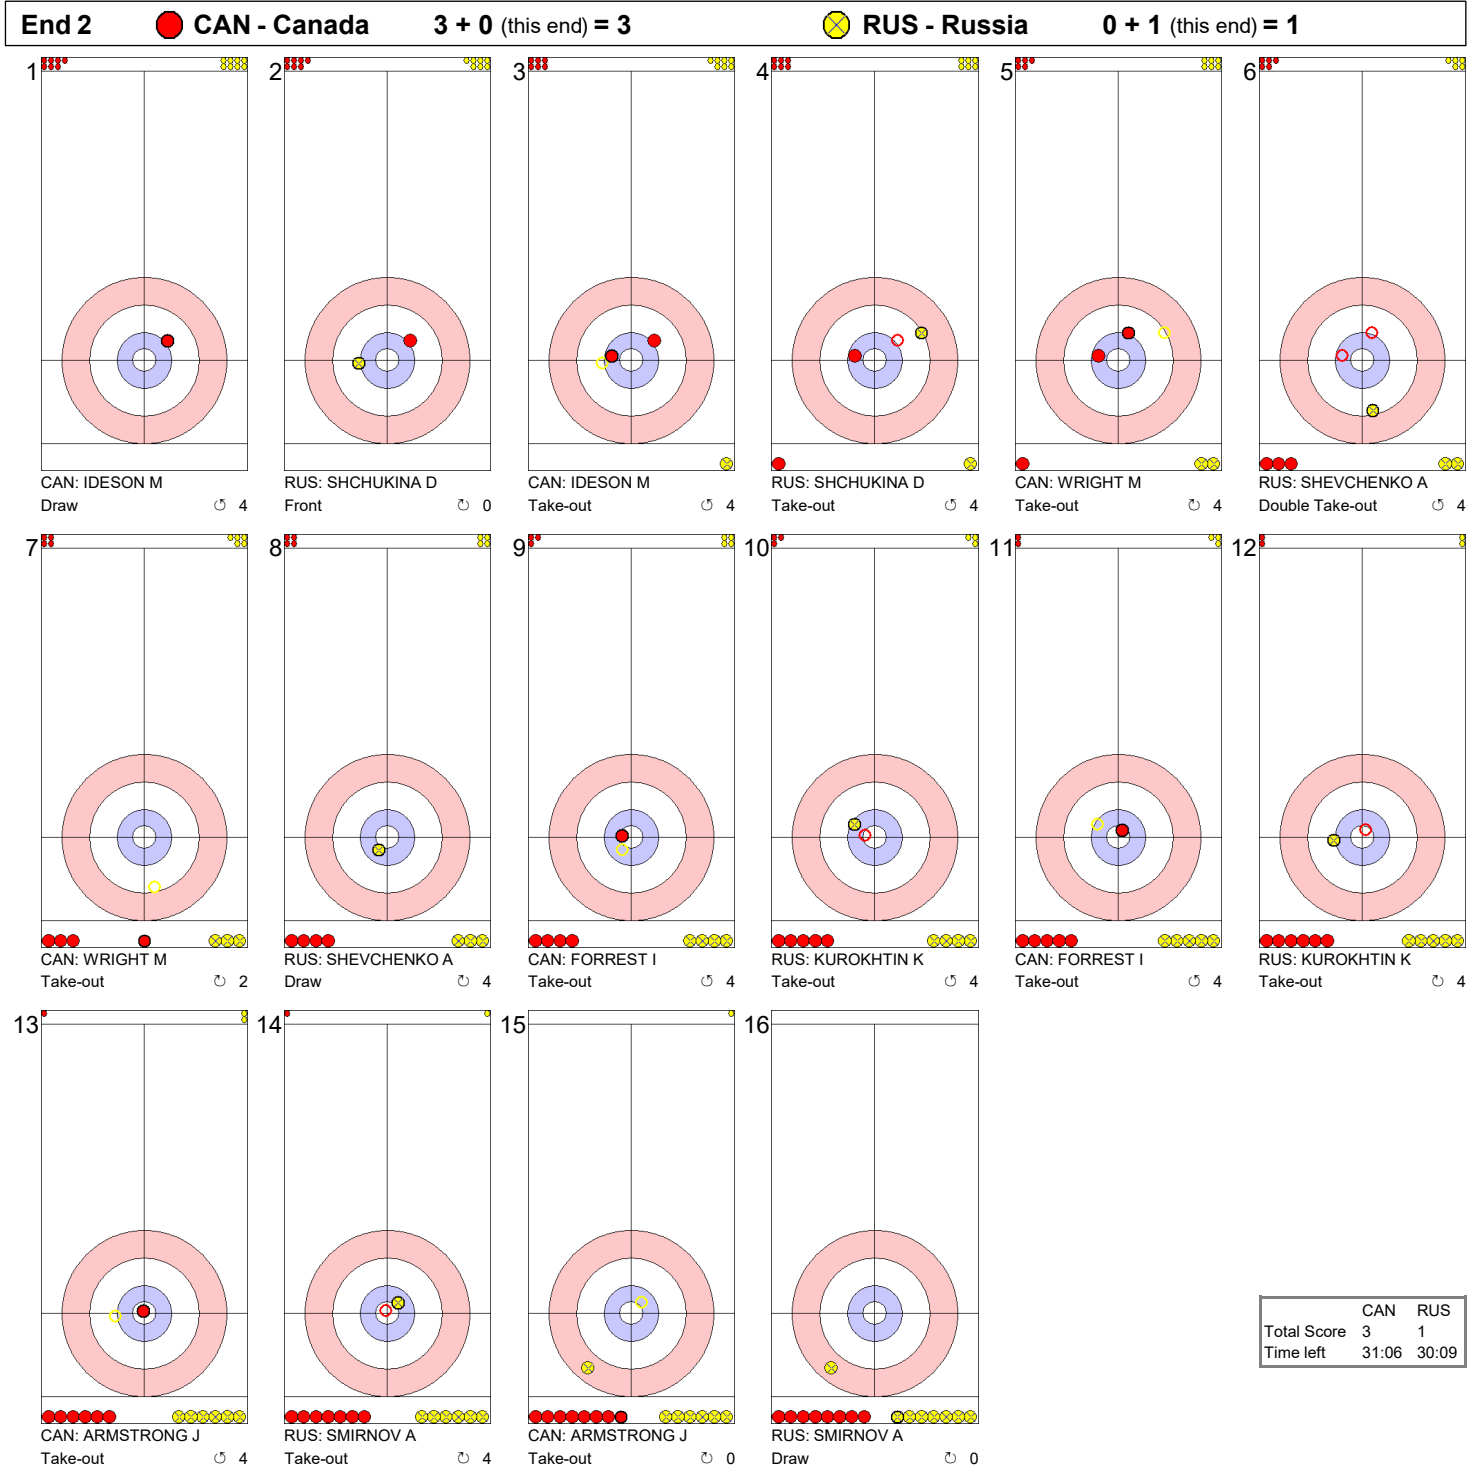 End 2 CAN - Canada 3 + 0 (this end) = 3 RUS - Russia 0 + 1 (this end) = 1
1 2 3 4 5 6
CAN: IDESON M RUS: SHCHUKINA D CAN: IDESON M RUS: SHCHUKINA D CAN: WRIGHT M RUS: SHEVCHENKO A
Draw ↺ 4 Front ↻ 0 Take-out ↺ 4 Take-out ↺ 4 Take-out ↺ 4 Double Take-out ↺ 4
7 8 9 10 11 12
CAN: WRIGHT M RUS: SHEVCHENKO A CAN: FORREST I RUS: KUROKHTIN K CAN: FORREST I RUS: KUROKHTIN K
Take-out ↻ 2 Draw ↻ 4 Take-out ↺ 4 Take-out ↺ 4 Take-out ↺ 4 Take-out ↻ 4
13 14 15 16
CAN RUS
Total Score 3 1
Time left 31:06 30:09
CAN: ARMSTRONG J RUS: SMIRNOV A CAN: ARMSTRONG J RUS: SMIRNOV A
Take-out ↺ 4 Take-out ↻ 4 Take-out ↻ 0 Draw ↻ 0